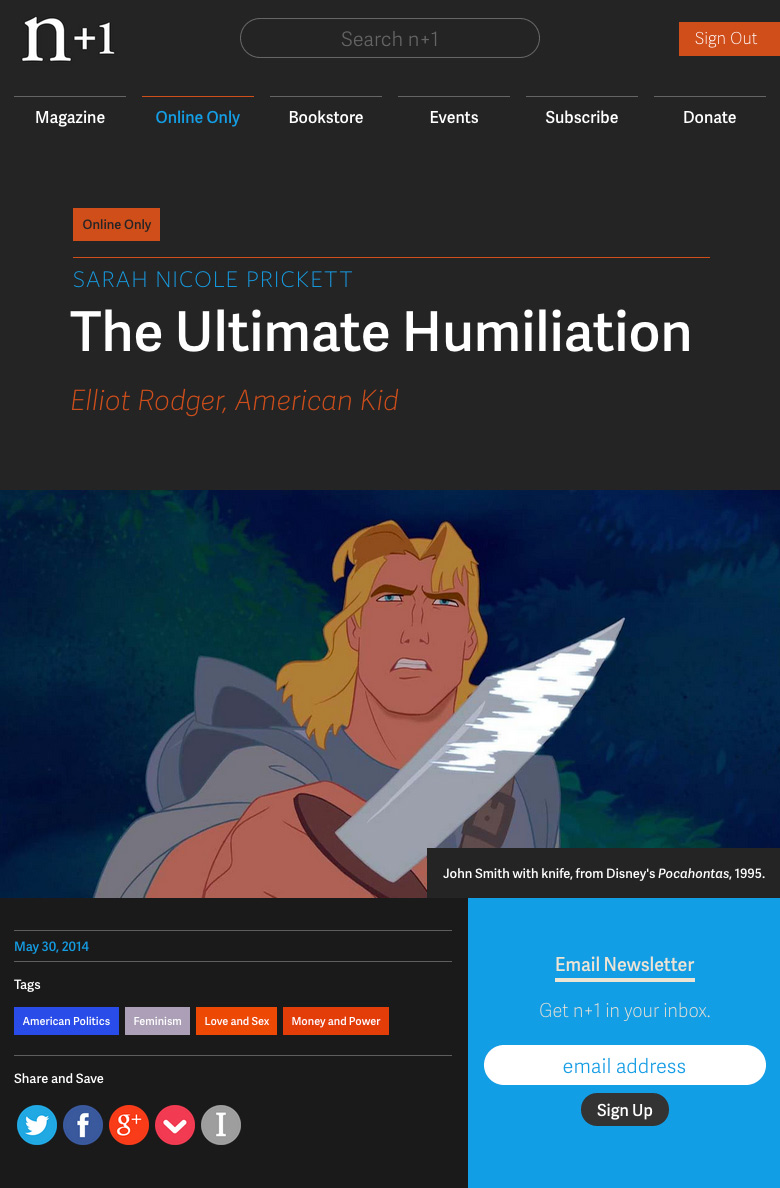 n+1
Search n+1
Sign Out
Magazine
Online Only
Bookstore
Events
Subscribe
Donate
Online Only
SARAH NICOLE PRICKETT
The Ultimate Humiliation
Elliot Rodger, American Kid
John Smith with knife, from Disney's Pocahontas, 1995.
May 30, 2014
Tags
American Politics
Feminism
Love and Sex
Money and Power
Share and Save
f
g+
I
Email Newsletter
Get n+1 in your inbox.
email address
Sign Up